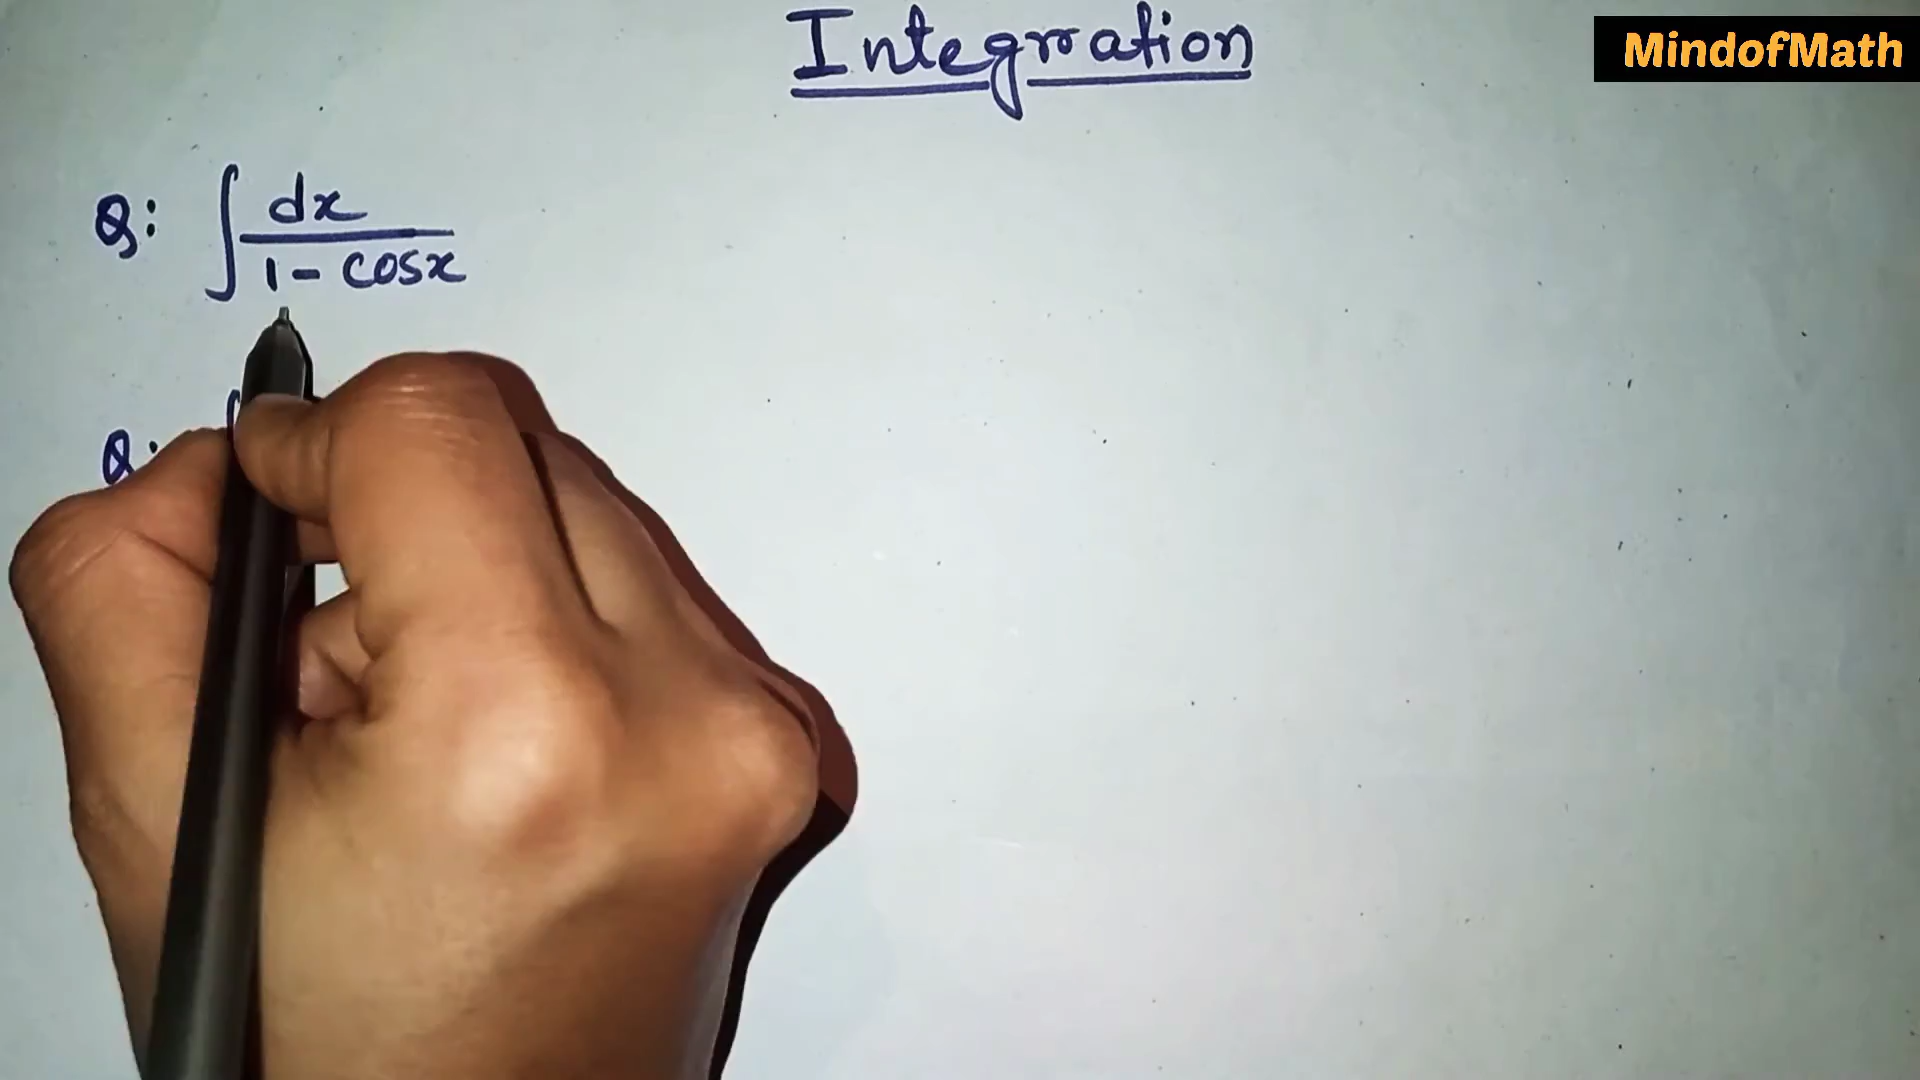 Integration
MindofMath
Q: ∫ dx / 1 - cosx
Q: